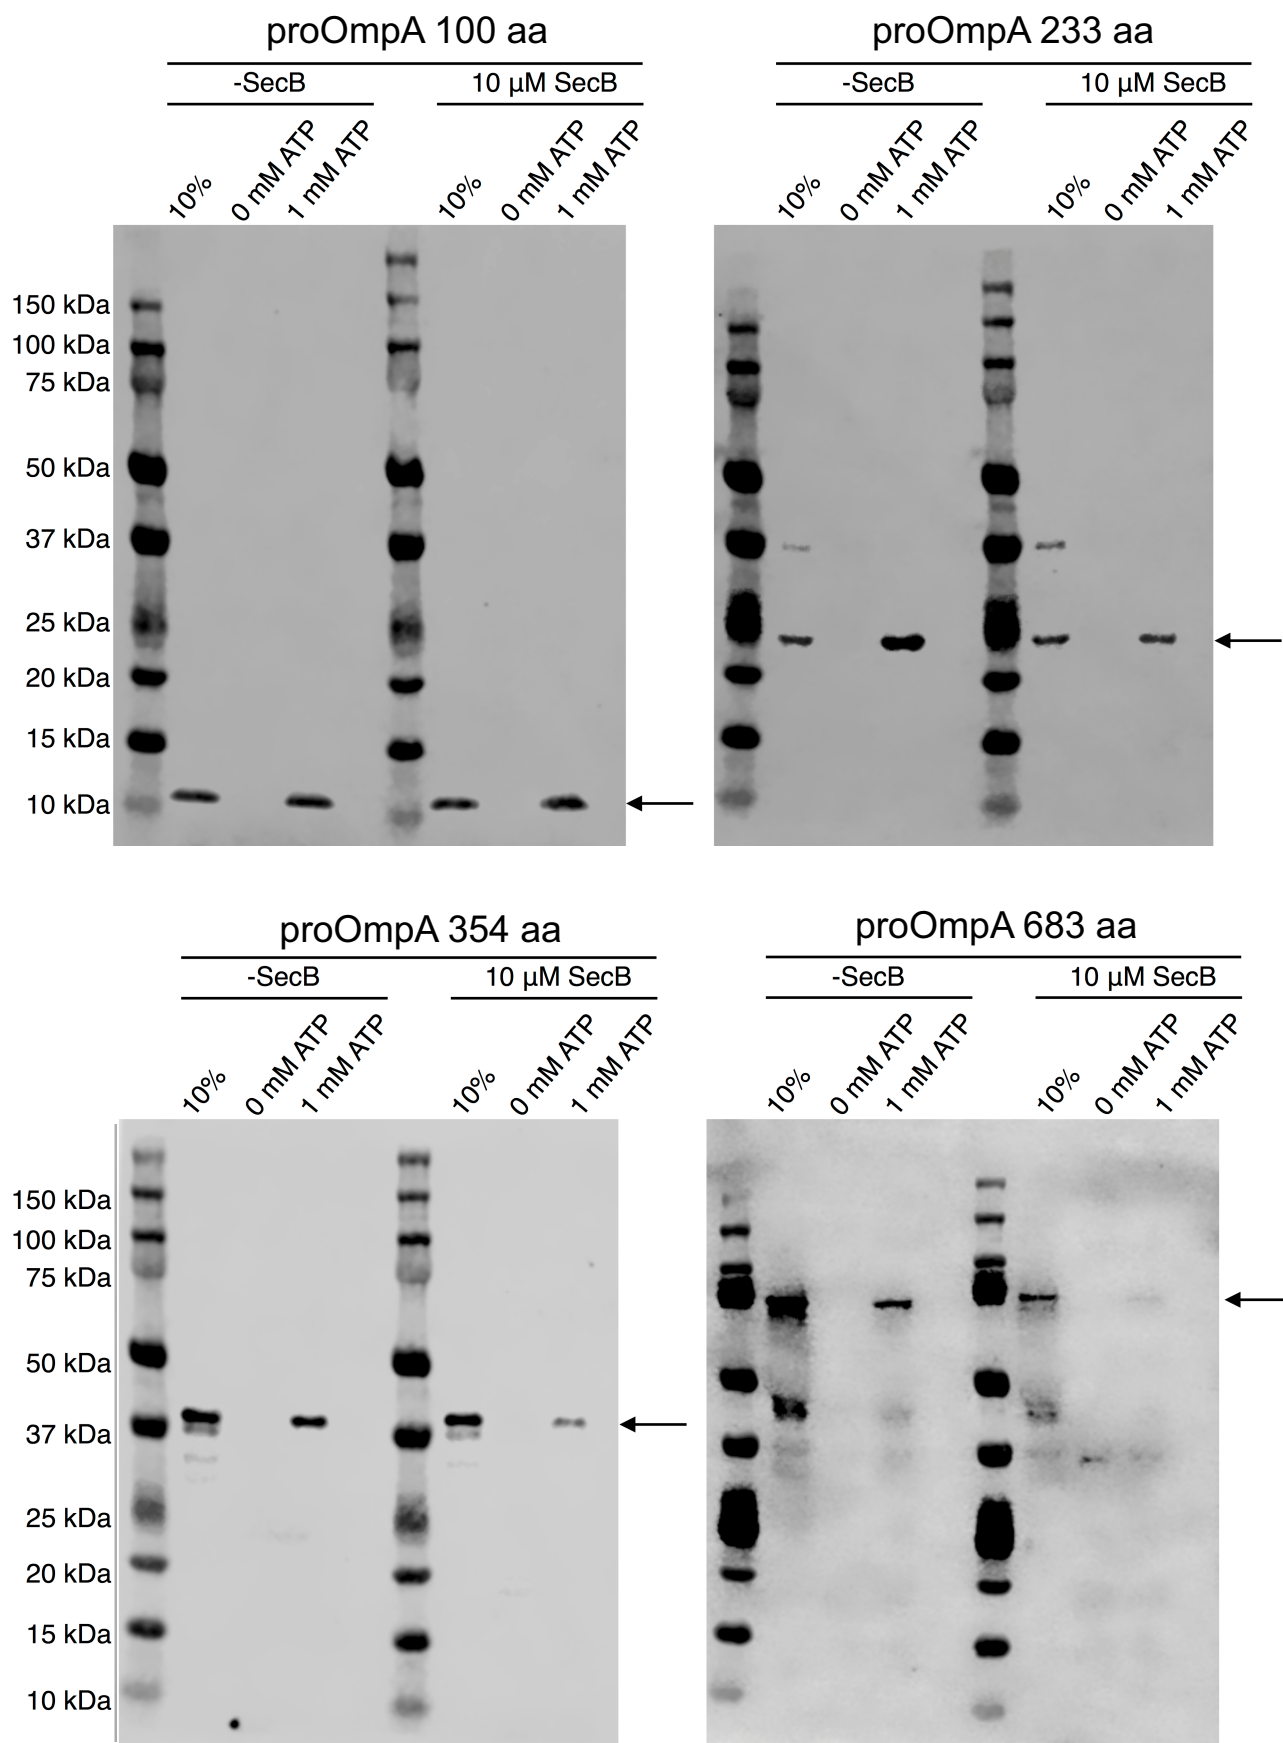 proOmpA 100 aa
-SecB
10 µM SecB
10%
0 mM ATP
1 mM ATP
10%
0 mM ATP
1 mM ATP
150 kDa
100 kDa
75 kDa
50 kDa
37 kDa
25 kDa
20 kDa
15 kDa
10 kDa
proOmpA 233 aa
-SecB
10 µM SecB
10%
0 mM ATP
1 mM ATP
10%
0 mM ATP
1 mM ATP
proOmpA 354 aa
-SecB
10 µM SecB
10%
0 mM ATP
1 mM ATP
10%
0 mM ATP
1 mM ATP
150 kDa
100 kDa
75 kDa
50 kDa
37 kDa
25 kDa
20 kDa
15 kDa
10 kDa
proOmpA 683 aa
-SecB
10 µM SecB
10%
0 mM ATP
1 mM ATP
10%
0 mM ATP
1 mM ATP